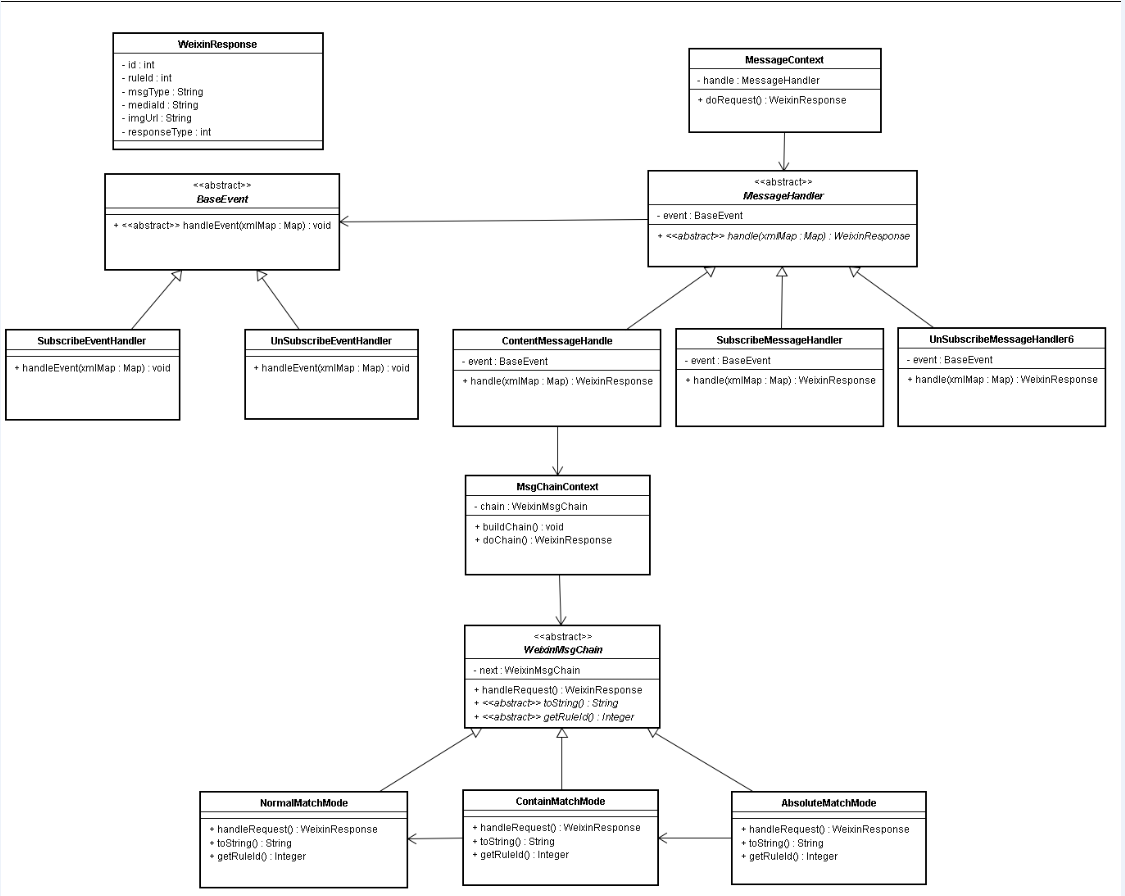 WeixinResponse
- id : int
- ruleId : int
- msgType : String
- mediaId : String
- imgUrl : String
- responseType : int
MessageContext
- handle : MessageHandler
+ doRequest() : WeixinResponse
<<abstract>>
BaseEvent
+ <<abstract>> handleEvent(xmlMap : Map) : void
<<abstract>>
MessageHandler
- event : BaseEvent
+ <<abstract>> handle(xmlMap : Map) : WeixinResponse
SubscribeEventHandler
+ handleEvent(xmlMap : Map) : void
UnSubscribeEventHandler
+ handleEvent(xmlMap : Map) : void
ContentMessageHandle
- event : BaseEvent
+ handle(xmlMap : Map) : WeixinResponse
SubscribeMessageHandler
- event : BaseEvent
+ handle(xmlMap : Map) : WeixinResponse
UnSubscribeMessageHandler6
- event : BaseEvent
+ handle(xmlMap : Map) : WeixinResponse
MsgChainContext
- chain : WeixinMsgChain
+ buildChain() : void
+ doChain() : WeixinResponse
<<abstract>>
WeixinMsgChain
- next : WeixinMsgChain
+ handleRequest() : WeixinResponse
+ <<abstract>> toString() : String
+ <<abstract>> getRuleId() : Integer
NormalMatchMode
+ handleRequest() : WeixinResponse
+ toString() : String
+ getRuleId() : Integer
ContainMatchMode
+ handleRequest() : WeixinResponse
+ toString() : String
+ getRuleId() : Integer
AbsoluteMatchMode
+ handleRequest() : WeixinResponse
+ toString() : String
+ getRuleId() : Integer